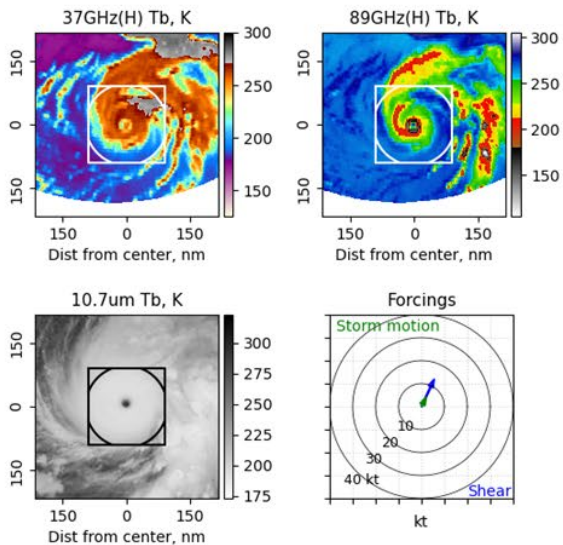 37GHz(H) Tb, K
89GHz(H) Tb, K
150
0
150
300
250
200
150
150
0
150
300
250
200
150
150 0 150
150 0 150
Dist from center, nm
Dist from center, nm
10.7um Tb, K
Forcings
150
0
150
300
275
250
225
200
175
Storm motion
10
20
30
40 kt
Shear
150 0 150
kt
Dist from center, nm